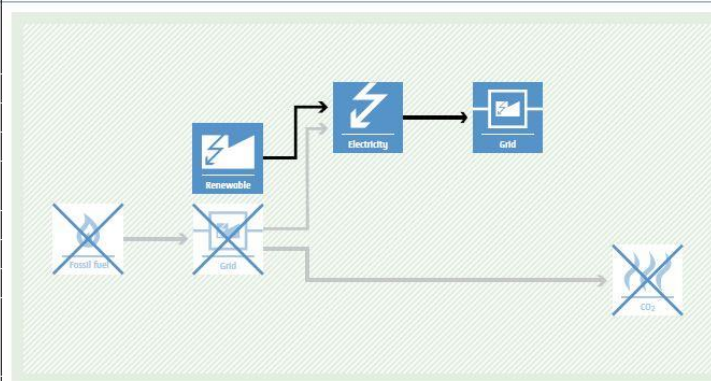 Electricity
Grid
Renewable
Fossil fuel
Grid
CO₂